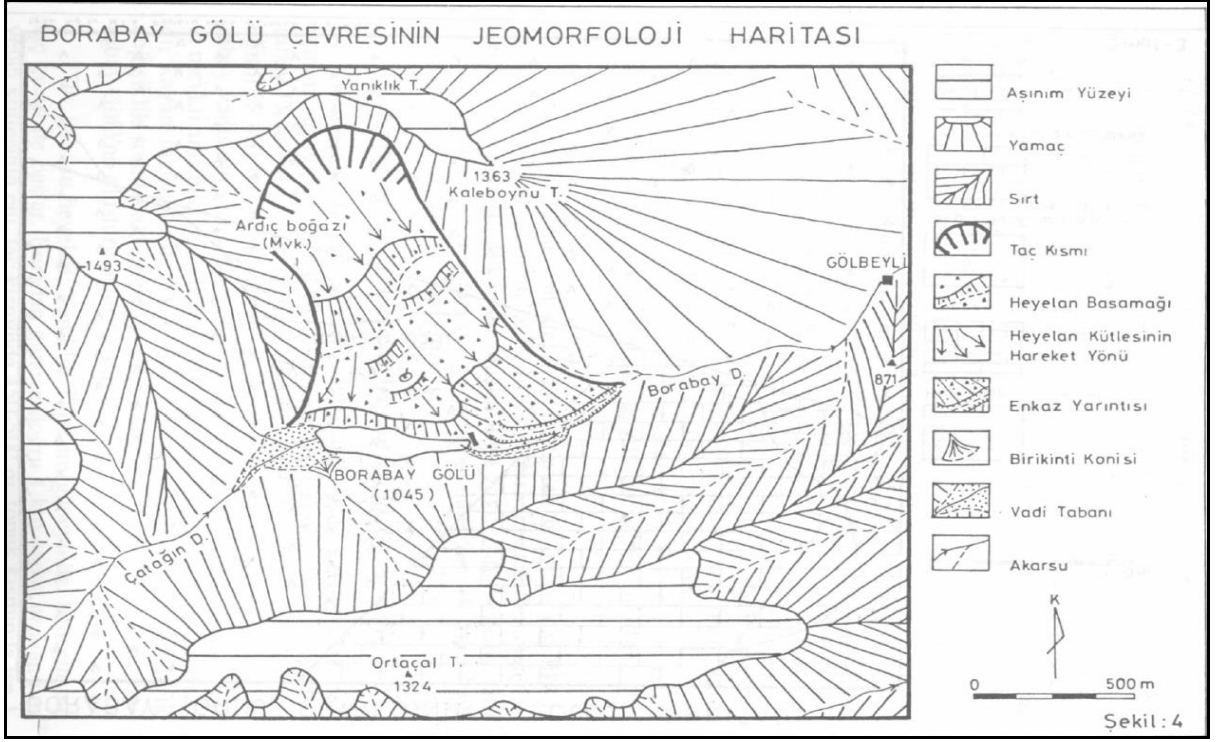 BORABAY GÖLÜ ÇEVRESİNİN JEOMORFOLOJİ HARİTASI
Yanıklık T.
1363
Kaleboynu T.
Ardıç boğazı
(Mvk.)
1493
GÖLBEYLİ
871
Borabay D.
BORABAY GÖLÜ
(1045)
Çatağın D.
Ortaçal T.
1324
Aşınım Yüzeyi
Yamaç
Sırt
Taç Kısmı
Heyelan Basamağı
Heyelan Kütlesinin
Hareket Yönü
Enkaz Yarıntısı
Birikinti Konisi
Vadi Tabanı
Akarsu
K
0 500 m
Şekil: 4